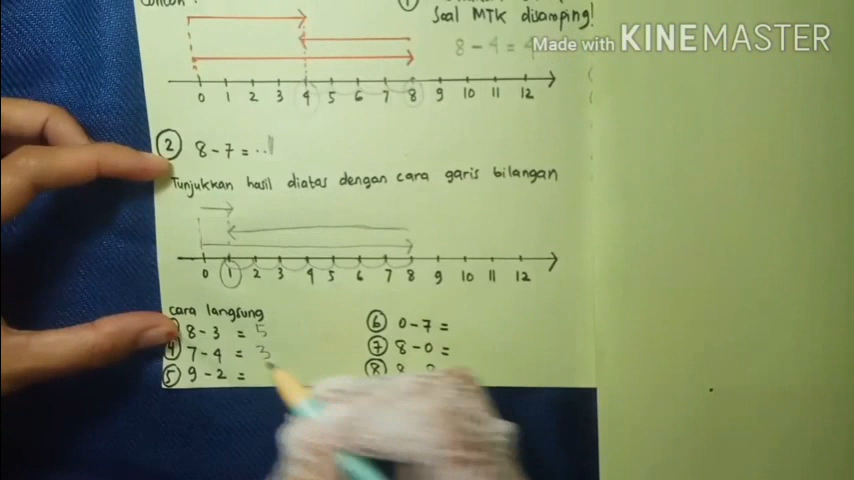 Contoh :
①
Soal MTK disamping!
8 - 4 = 4
Made with KINEMASTER
0 1 2 3 4 5 6 7 8 9 10 11 12
② 8 - 7 = ..1
Tunjukkan hasil diatas dengan cara garis bilangan
0 1 2 3 4 5 6 7 8 9 10 11 12
cara langsung
8 - 3 = 5
④ 7 - 4 = 3
⑤ 9 - 2 =
⑥ 0 - 7 =
⑦ 8 - 0 =
⑧